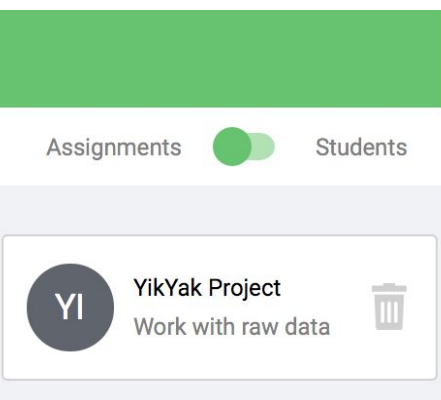 Assignments Students
YI
YikYak Project
Work with raw data